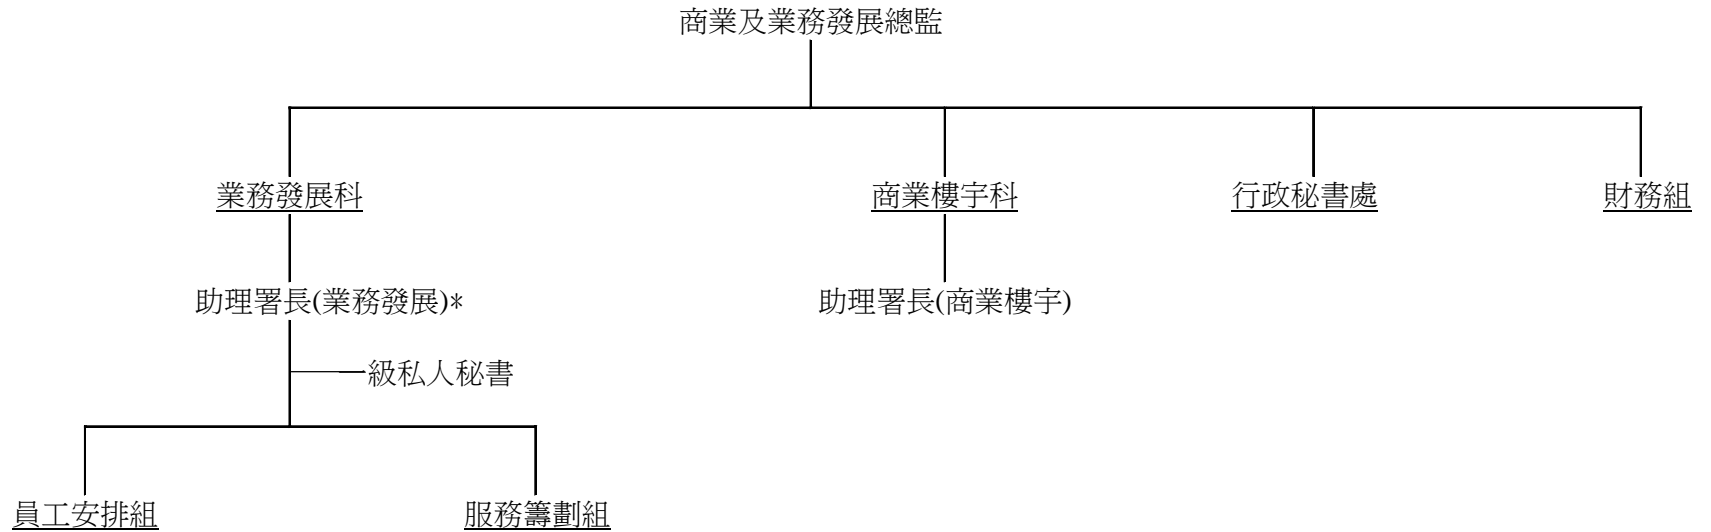 商業及業務發展總監
業務發展科
商業樓宇科
行政秘書處
財務組
助理署長(業務發展)*
助理署長(商業樓宇)
級私人秘書
員工安排組
服務籌劃組